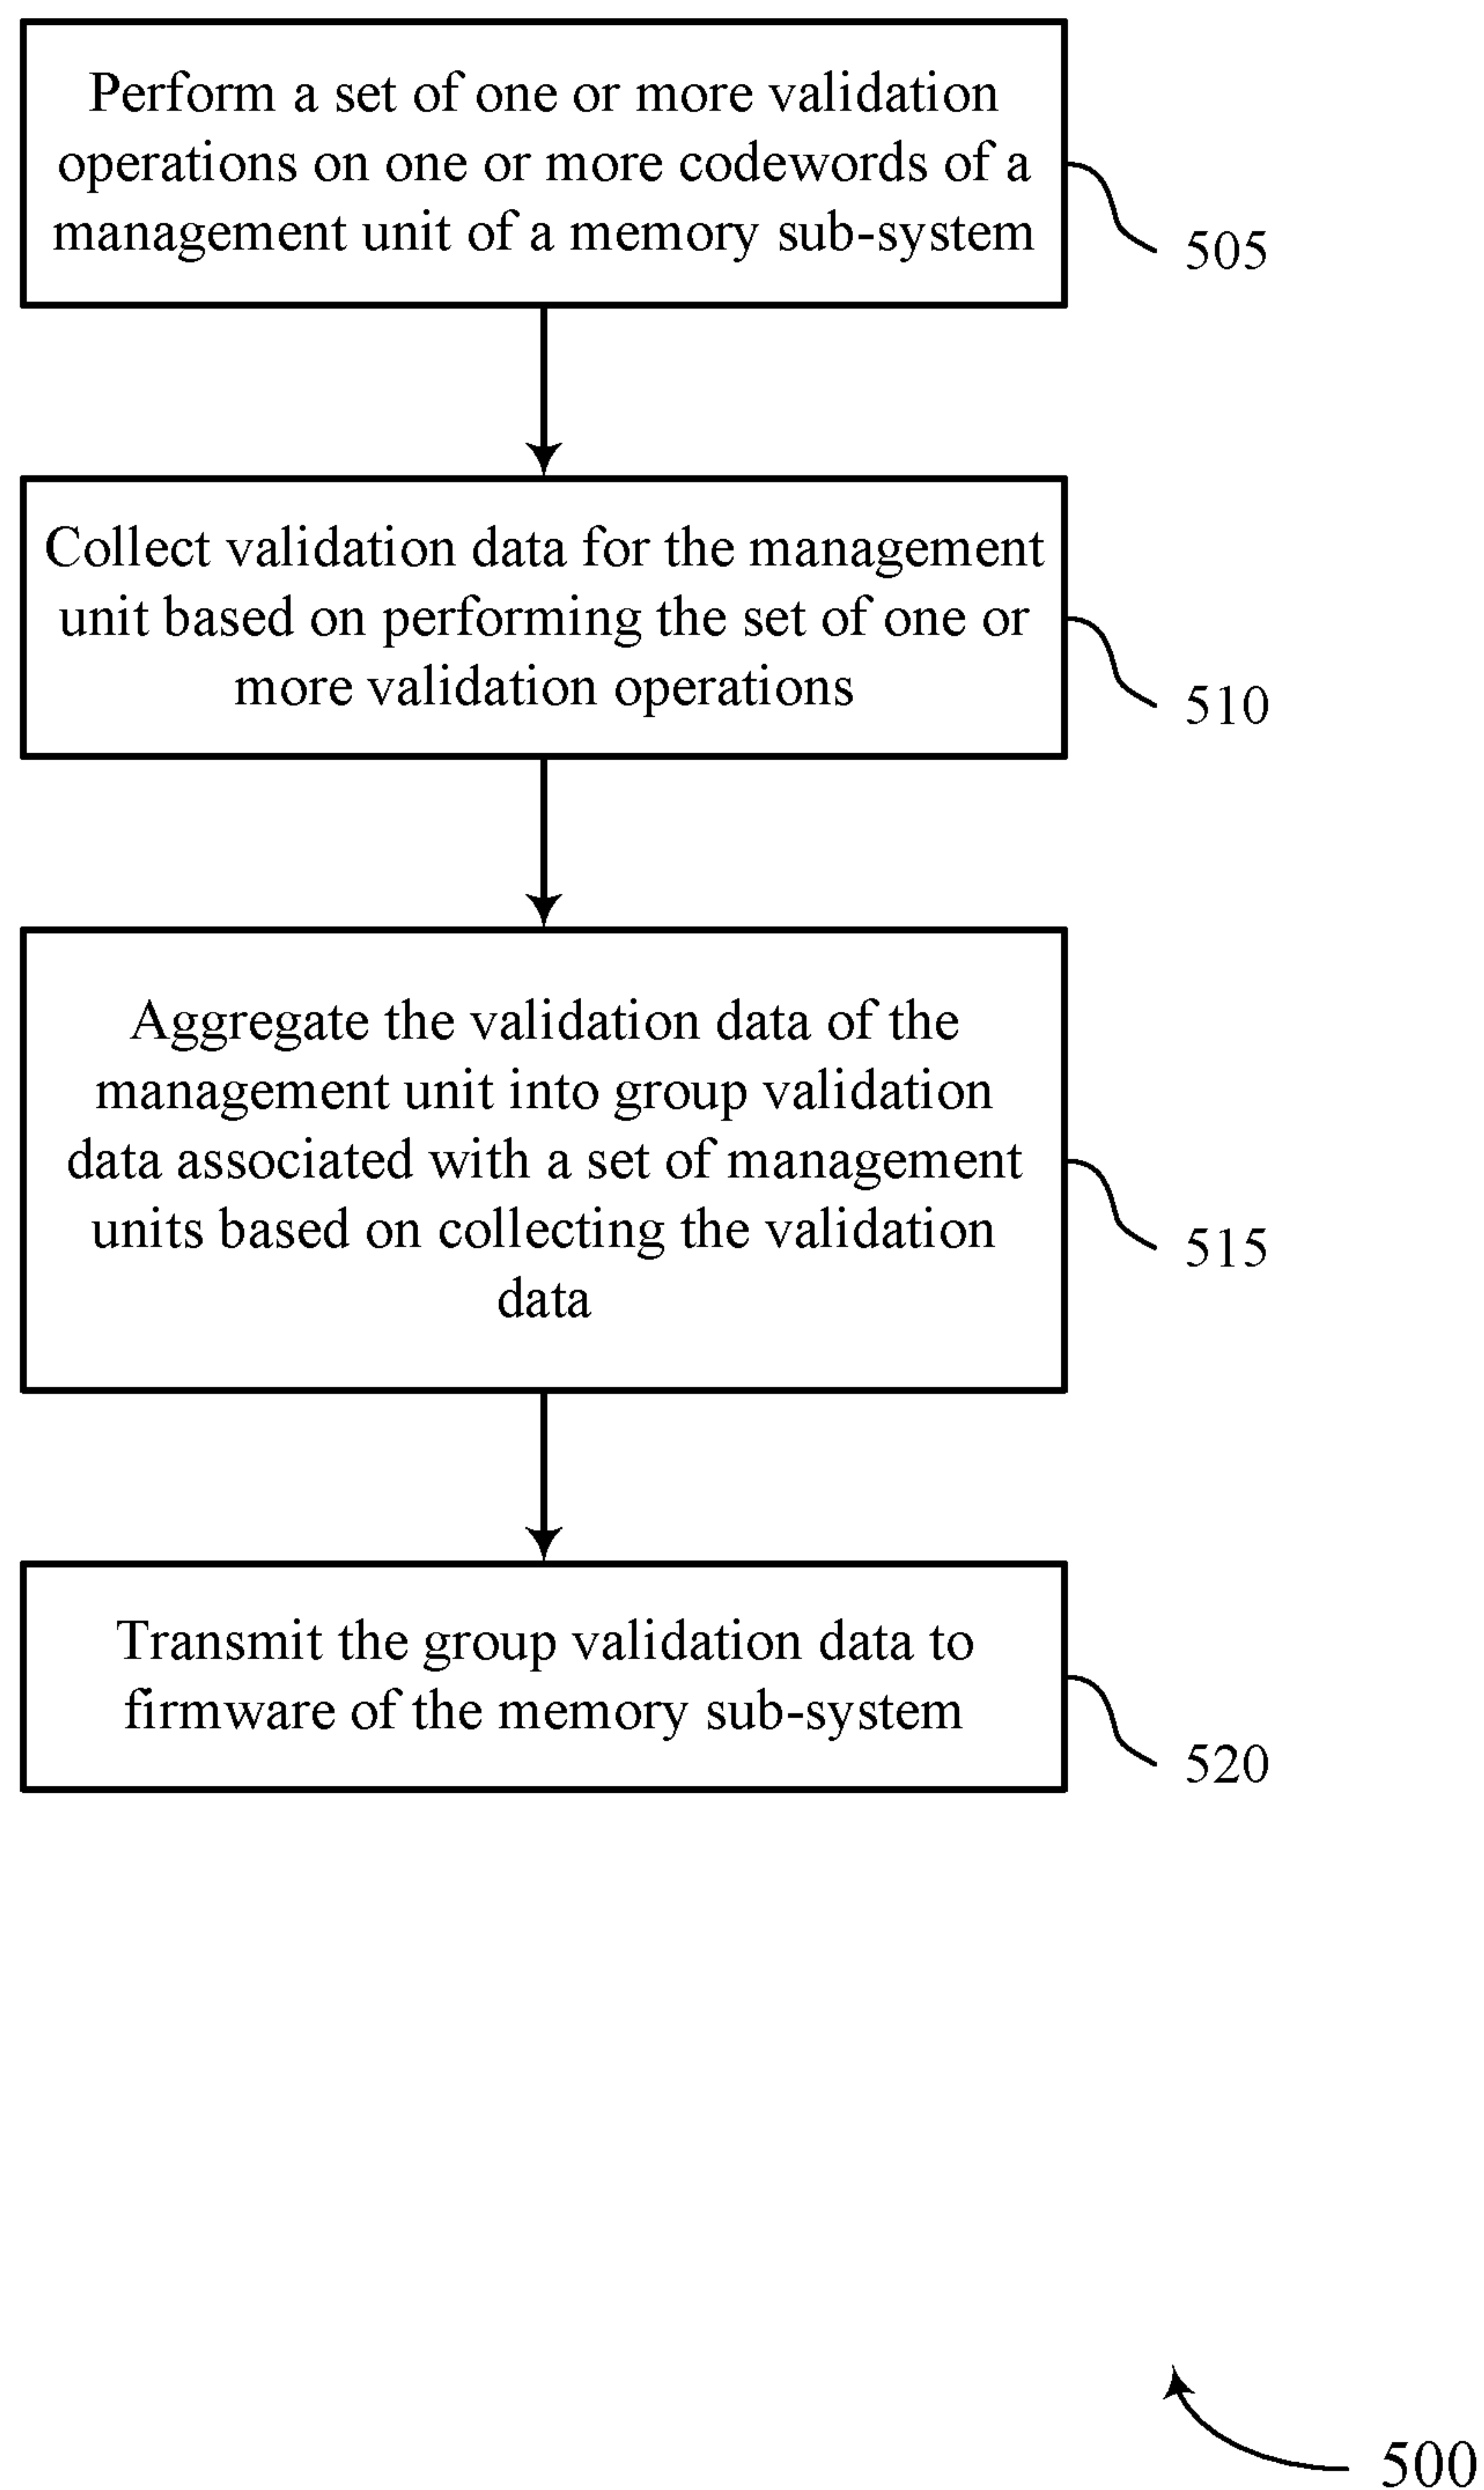 Perform a set of one or more validation
operations on one or more codewords of a
management unit of a memory sub-system
505
Collect validation data for the management
unit based on performing the set of one or
more validation operations
510
Aggregate the validation data of the
management unit into group validation
data associated with a set of management
units based on collecting the validation
data
515
Transmit the group validation data to
firmware of the memory sub-system
520
500